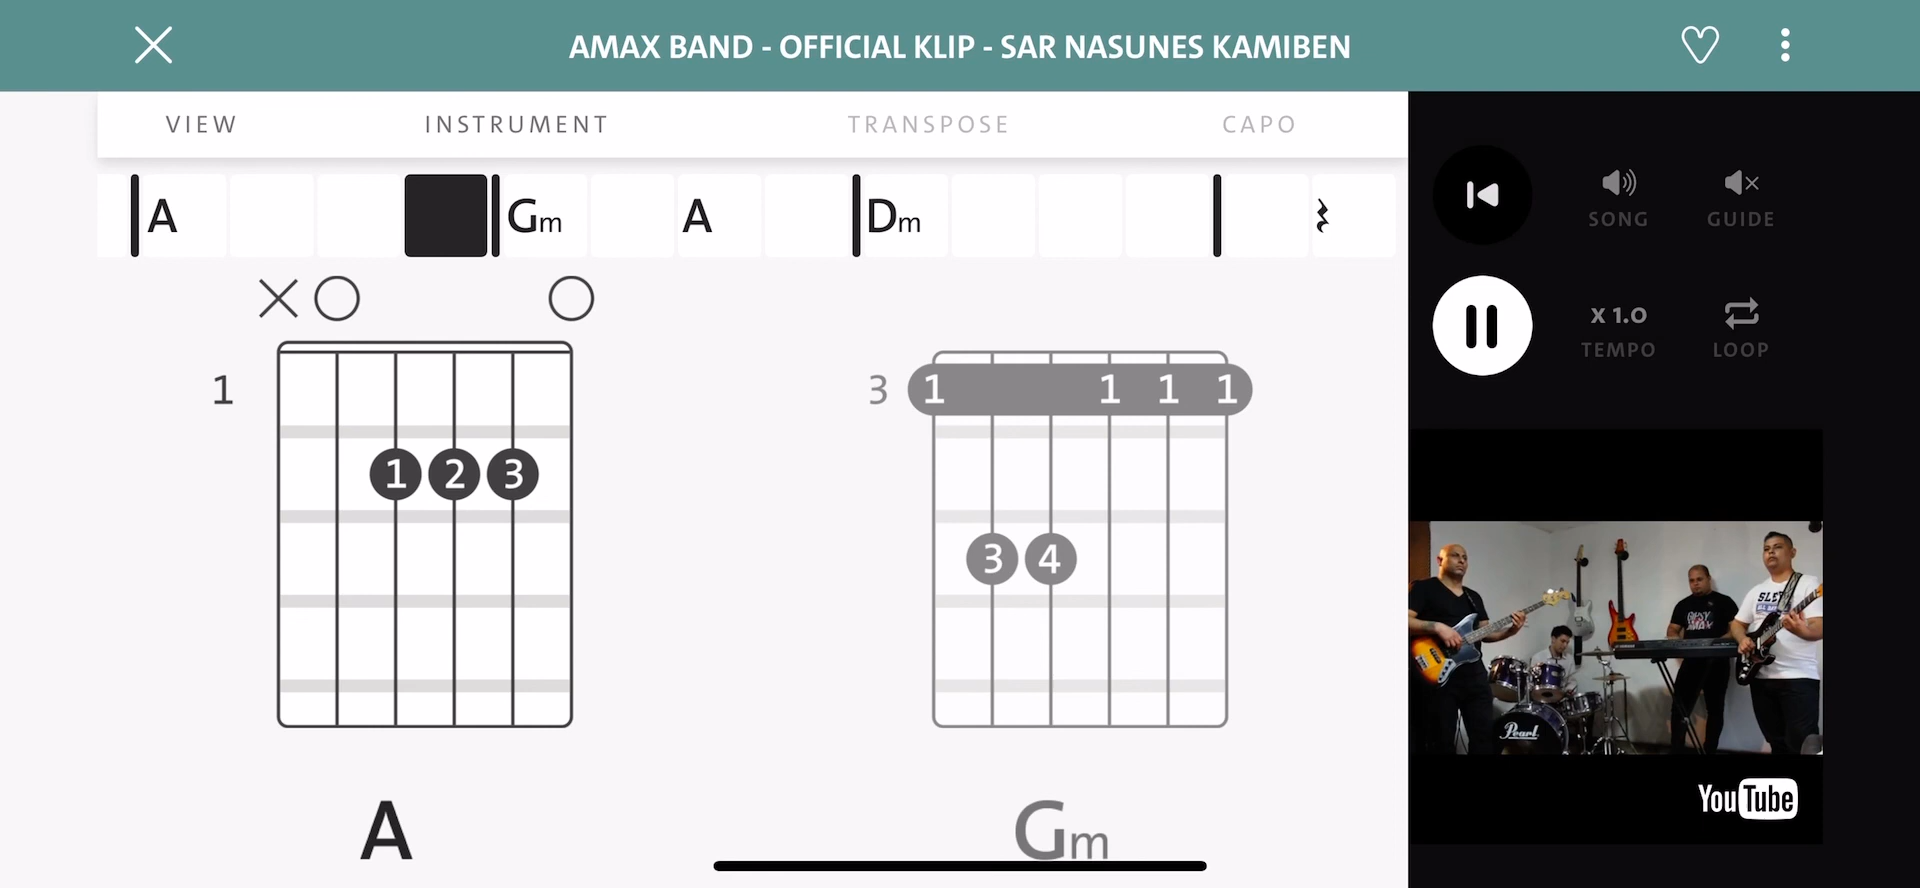 AMAX BAND - OFFICIAL KLIP - SAR NASUNES KAMIBEN
VIEW INSTRUMENT TRANSPOSE CAPO
A Gm A Dm
SONG GUIDE
1
1 2 3
3
1 1 1 1
3 4
X 1.0
TEMPO LOOP
Pearl
YouTube
A Gm